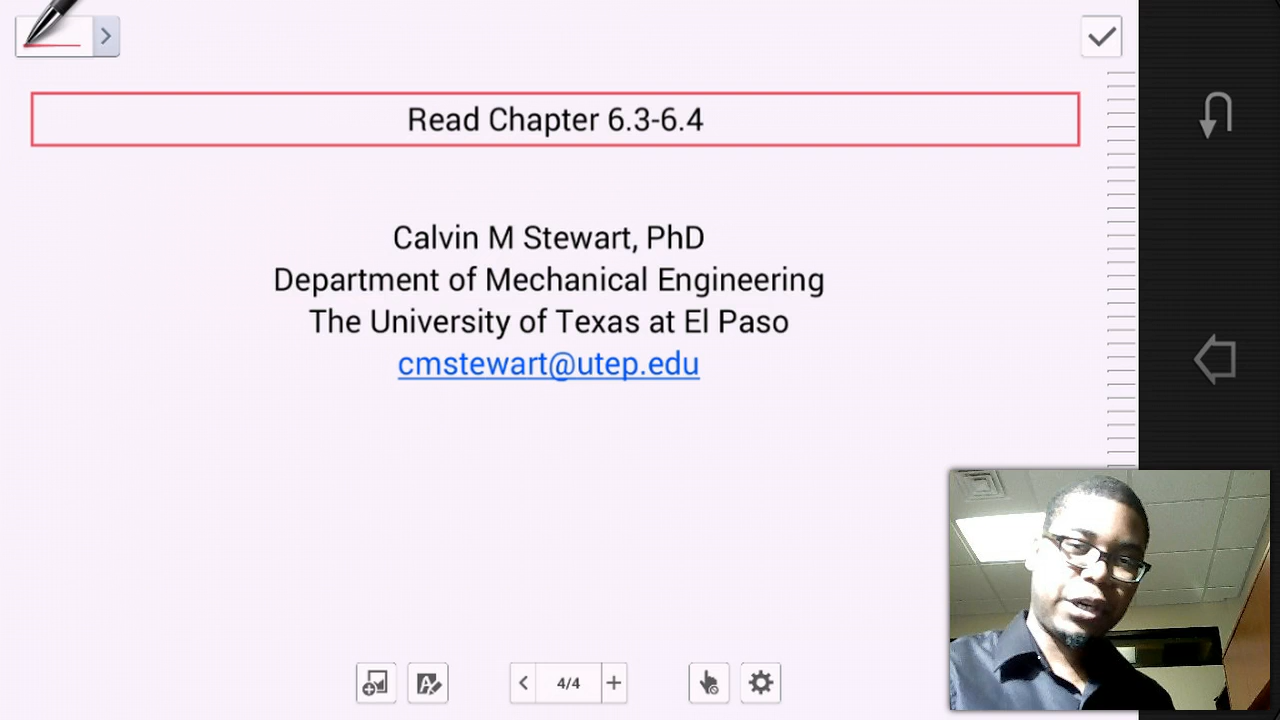 Read Chapter 6.3-6.4
Calvin M Stewart, PhD
Department of Mechanical Engineering
The University of Texas at El Paso
cmstewart@utep.edu
4/4